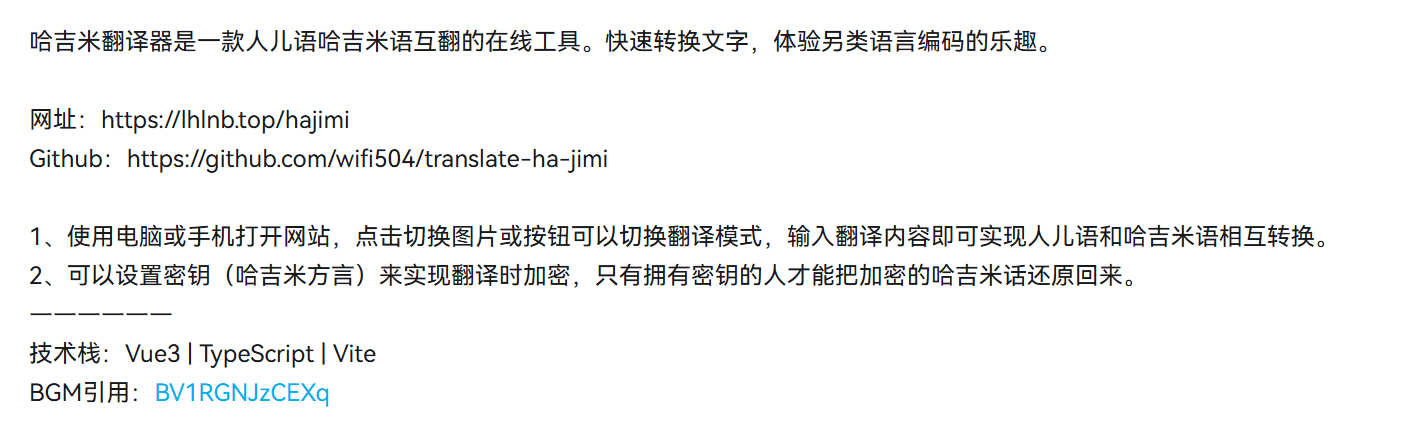 哈吉米翻译器是一款人儿语哈吉米语互翻的在线工具。快速转换文字，体验另类语言编码的乐趣。
网址：https://lhlnb.top/hajimi
Github：https://github.com/wifi504/translate-ha-jimi
1、使用电脑或手机打开网站，点击切换图片或按钮可以切换翻译模式，输入翻译内容即可实现人儿语和哈吉米语相互转换。
2、可以设置密钥（哈吉米方言）来实现翻译时加密，只有拥有密钥的人才能把加密的哈吉米话还原回来。
——————
技术栈：Vue3 | TypeScript | Vite
BGM引用：BV1RGNJzCEXq